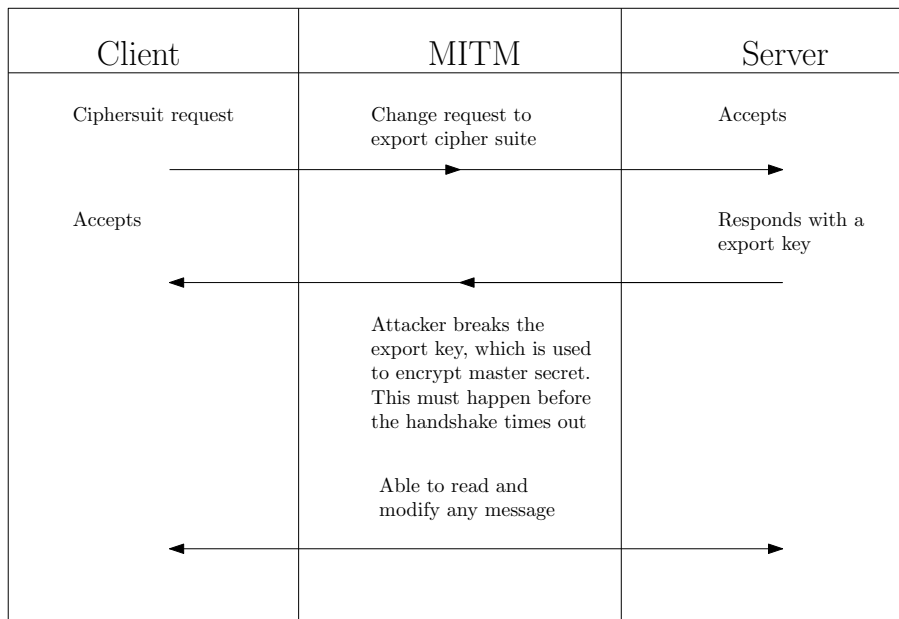 Client
MITM
Server
Ciphersuit request
Change request to
export cipher suite
Accepts
Accepts
Responds with a
export key
Attacker breaks the
export key, which is used
to encrypt master secret.
This must happen before
the handshake times out
Able to read and
modify any message